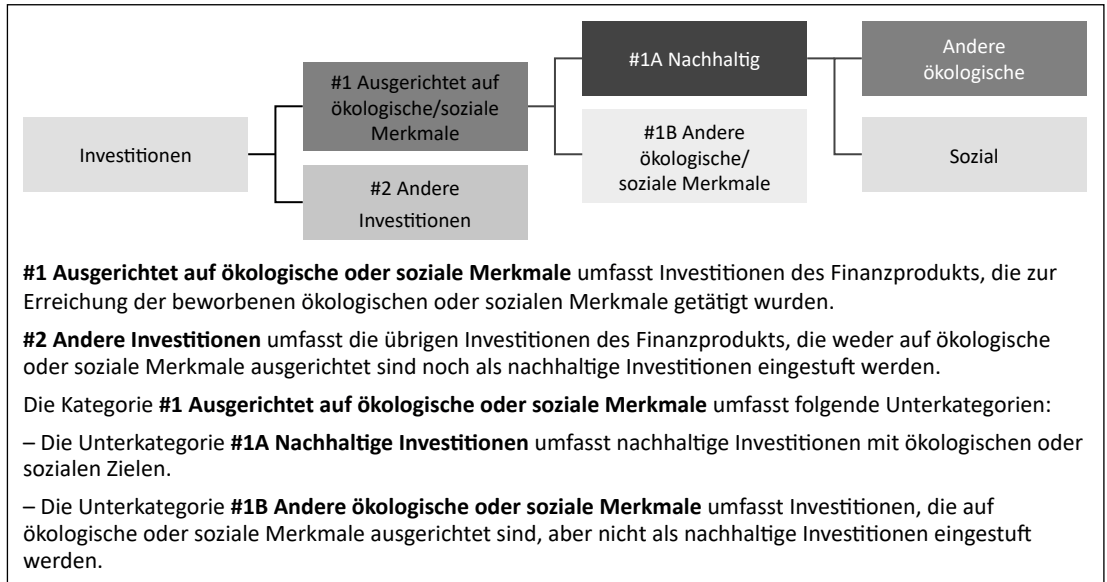 Investitionen
#1 Ausgerichtet auf
ökologische/soziale
Merkmale
#2 Andere
Investitionen
#1A Nachhaltig
#1B Andere
ökologische/
soziale Merkmale
Andere
ökologische
Sozial
#1 Ausgerichtet auf ökologische oder soziale Merkmale umfasst Investitionen des Finanzprodukts, die zur
Erreichung der beworbenen ökologischen oder sozialen Merkmale getätigt wurden.
#2 Andere Investitionen umfasst die übrigen Investitionen des Finanzprodukts, die weder auf ökologische
oder soziale Merkmale ausgerichtet sind noch als nachhaltige Investitionen eingestuft werden.
Die Kategorie #1 Ausgerichtet auf ökologische oder soziale Merkmale umfasst folgende Unterkategorien:
– Die Unterkategorie #1A Nachhaltige Investitionen umfasst nachhaltige Investitionen mit ökologischen oder
sozialen Zielen.
– Die Unterkategorie #1B Andere ökologische oder soziale Merkmale umfasst Investitionen, die auf
ökologische oder soziale Merkmale ausgerichtet sind, aber nicht als nachhaltige Investitionen eingestuft
werden.